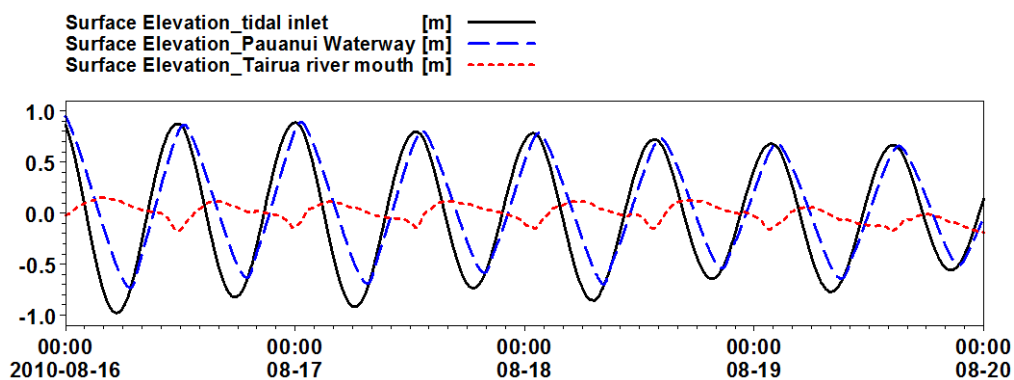 Surface Elevation_tidal inlet [m]
Surface Elevation_Pauanui Waterway [m]
Surface Elevation_Tairua river mouth [m]
1.0
0.5
0.0
-0.5
-1.0
00:00 00:00 00:00 00:00 00:00
2010-08-16 08-17 08-18 08-19 08-20